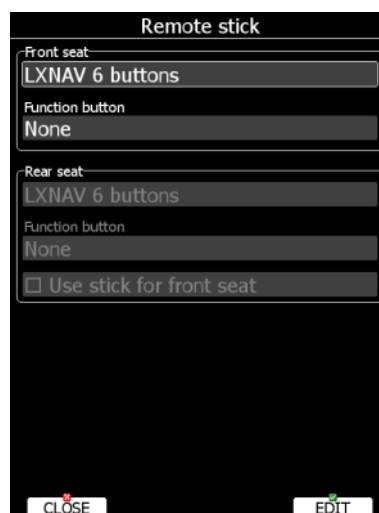 Remote stick
Front seat
LXNAV 6 buttons
Function button
None
Rear seat
LXNAV 6 buttons
Function button
None
Use stick for front seat
CLOSE
EDIT